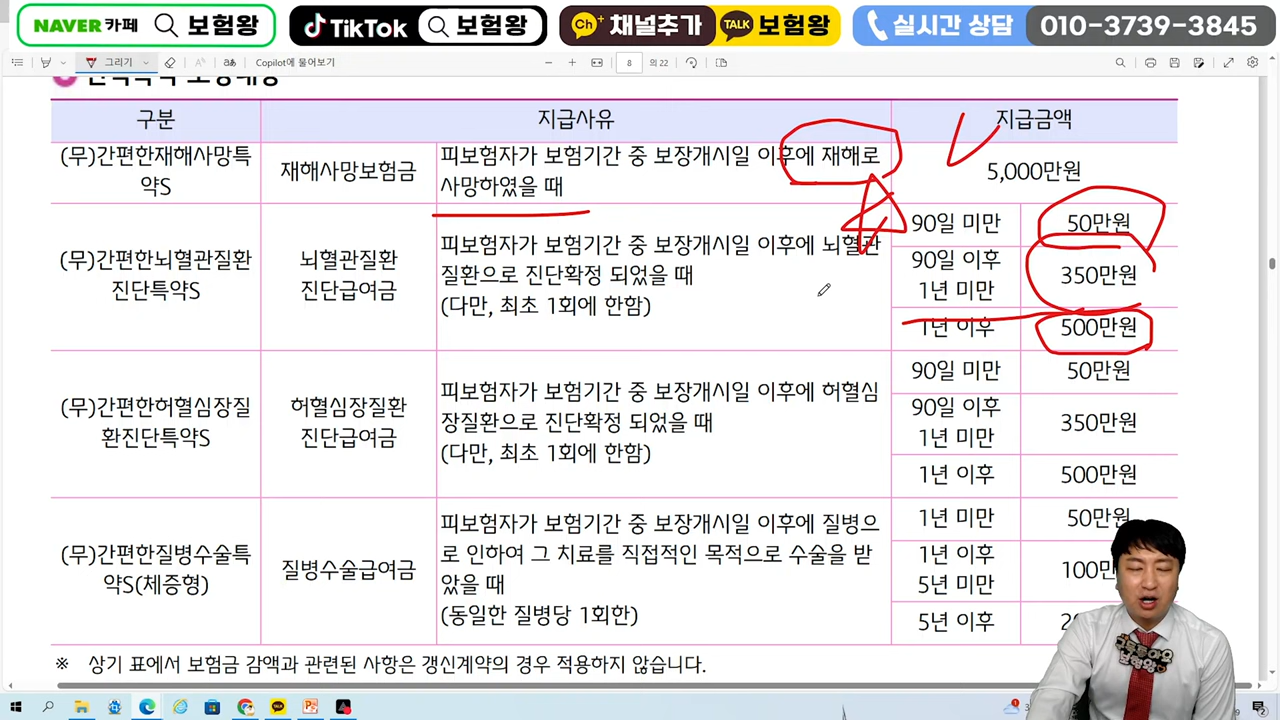 NAVER 카페 보험왕
TikTok 보험왕
Ch+ 채널추가 TALK 보험왕
실시간 상담 010-3739-3845
그리기
aあ
Copilot에 물어보기
8 의 22
구분 지급사유 지급금액
(무)간편한재해사망특
약S
재해사망보험금
피보험자가 보험기간 중 보장개시일 이후에 재해로
사망하였을 때
5,000만원
(무)간편한뇌혈관질환
진단특약S
뇌혈관질환
진단급여금
피보험자가 보험기간 중 보장개시일 이후에 뇌혈관
질환으로 진단확정 되었을 때
(다만, 최초 1회에 한함)
90일 미만 50만원
90일 이후
1년 미만
350만원
1년 이후 500만원
(무)간편한허혈심장질
환진단특약S
허혈심장질환
진단급여금
피보험자가 보험기간 중 보장개시일 이후에 허혈심
장질환으로 진단확정 되었을 때
(다만, 최초 1회에 한함)
90일 미만 50만원
90일 이후
1년 미만
350만원
1년 이후 500만원
(무)간편한질병수술특
약S(체증형)
질병수술급여금
피보험자가 보험기간 중 보장개시일 이후에 질병으
로 인하여 그 치료를 직접적인 목적으로 수술을 받
았을 때
(동일한 질병당 1회한)
1년 미만 50만원
1년 이후
5년 미만
100만
5년 이후
※ 상기 표에서 보험금 감액과 관련된 사항은 갱신계약의 경우 적용하지 않습니다.
구독좋아요
보험왕